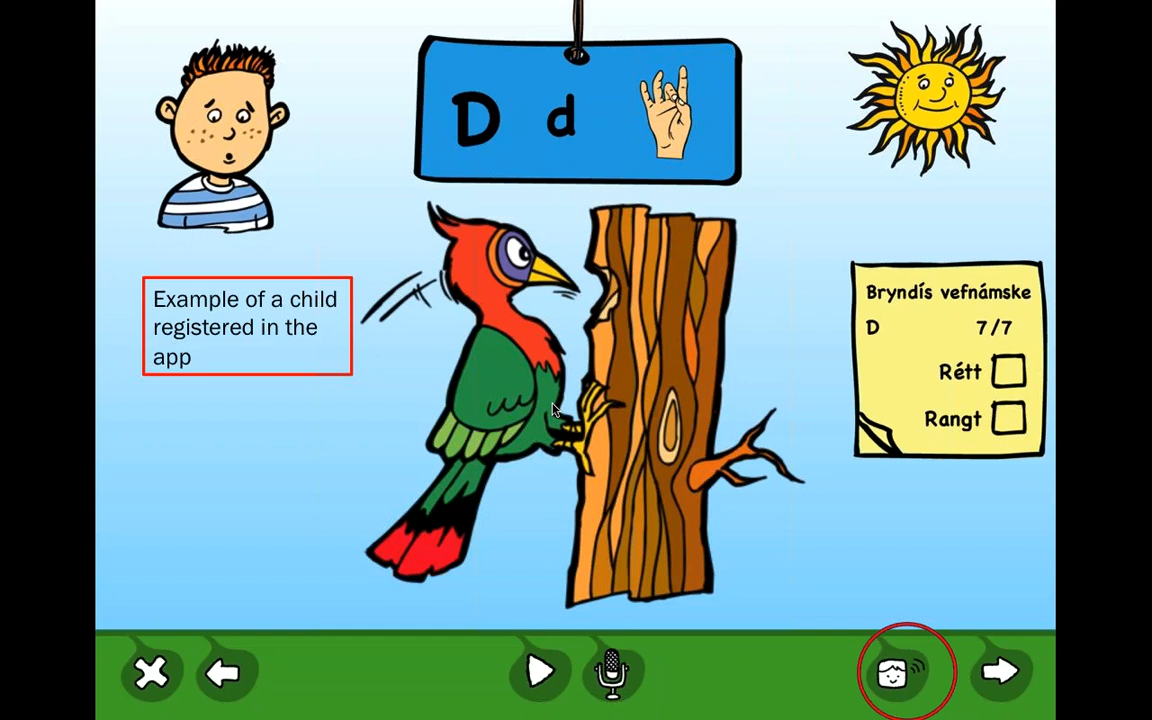 D d
Example of a child
registered in the
app
Bryndís vefnámske
D 7/7
Rétt
Rangt